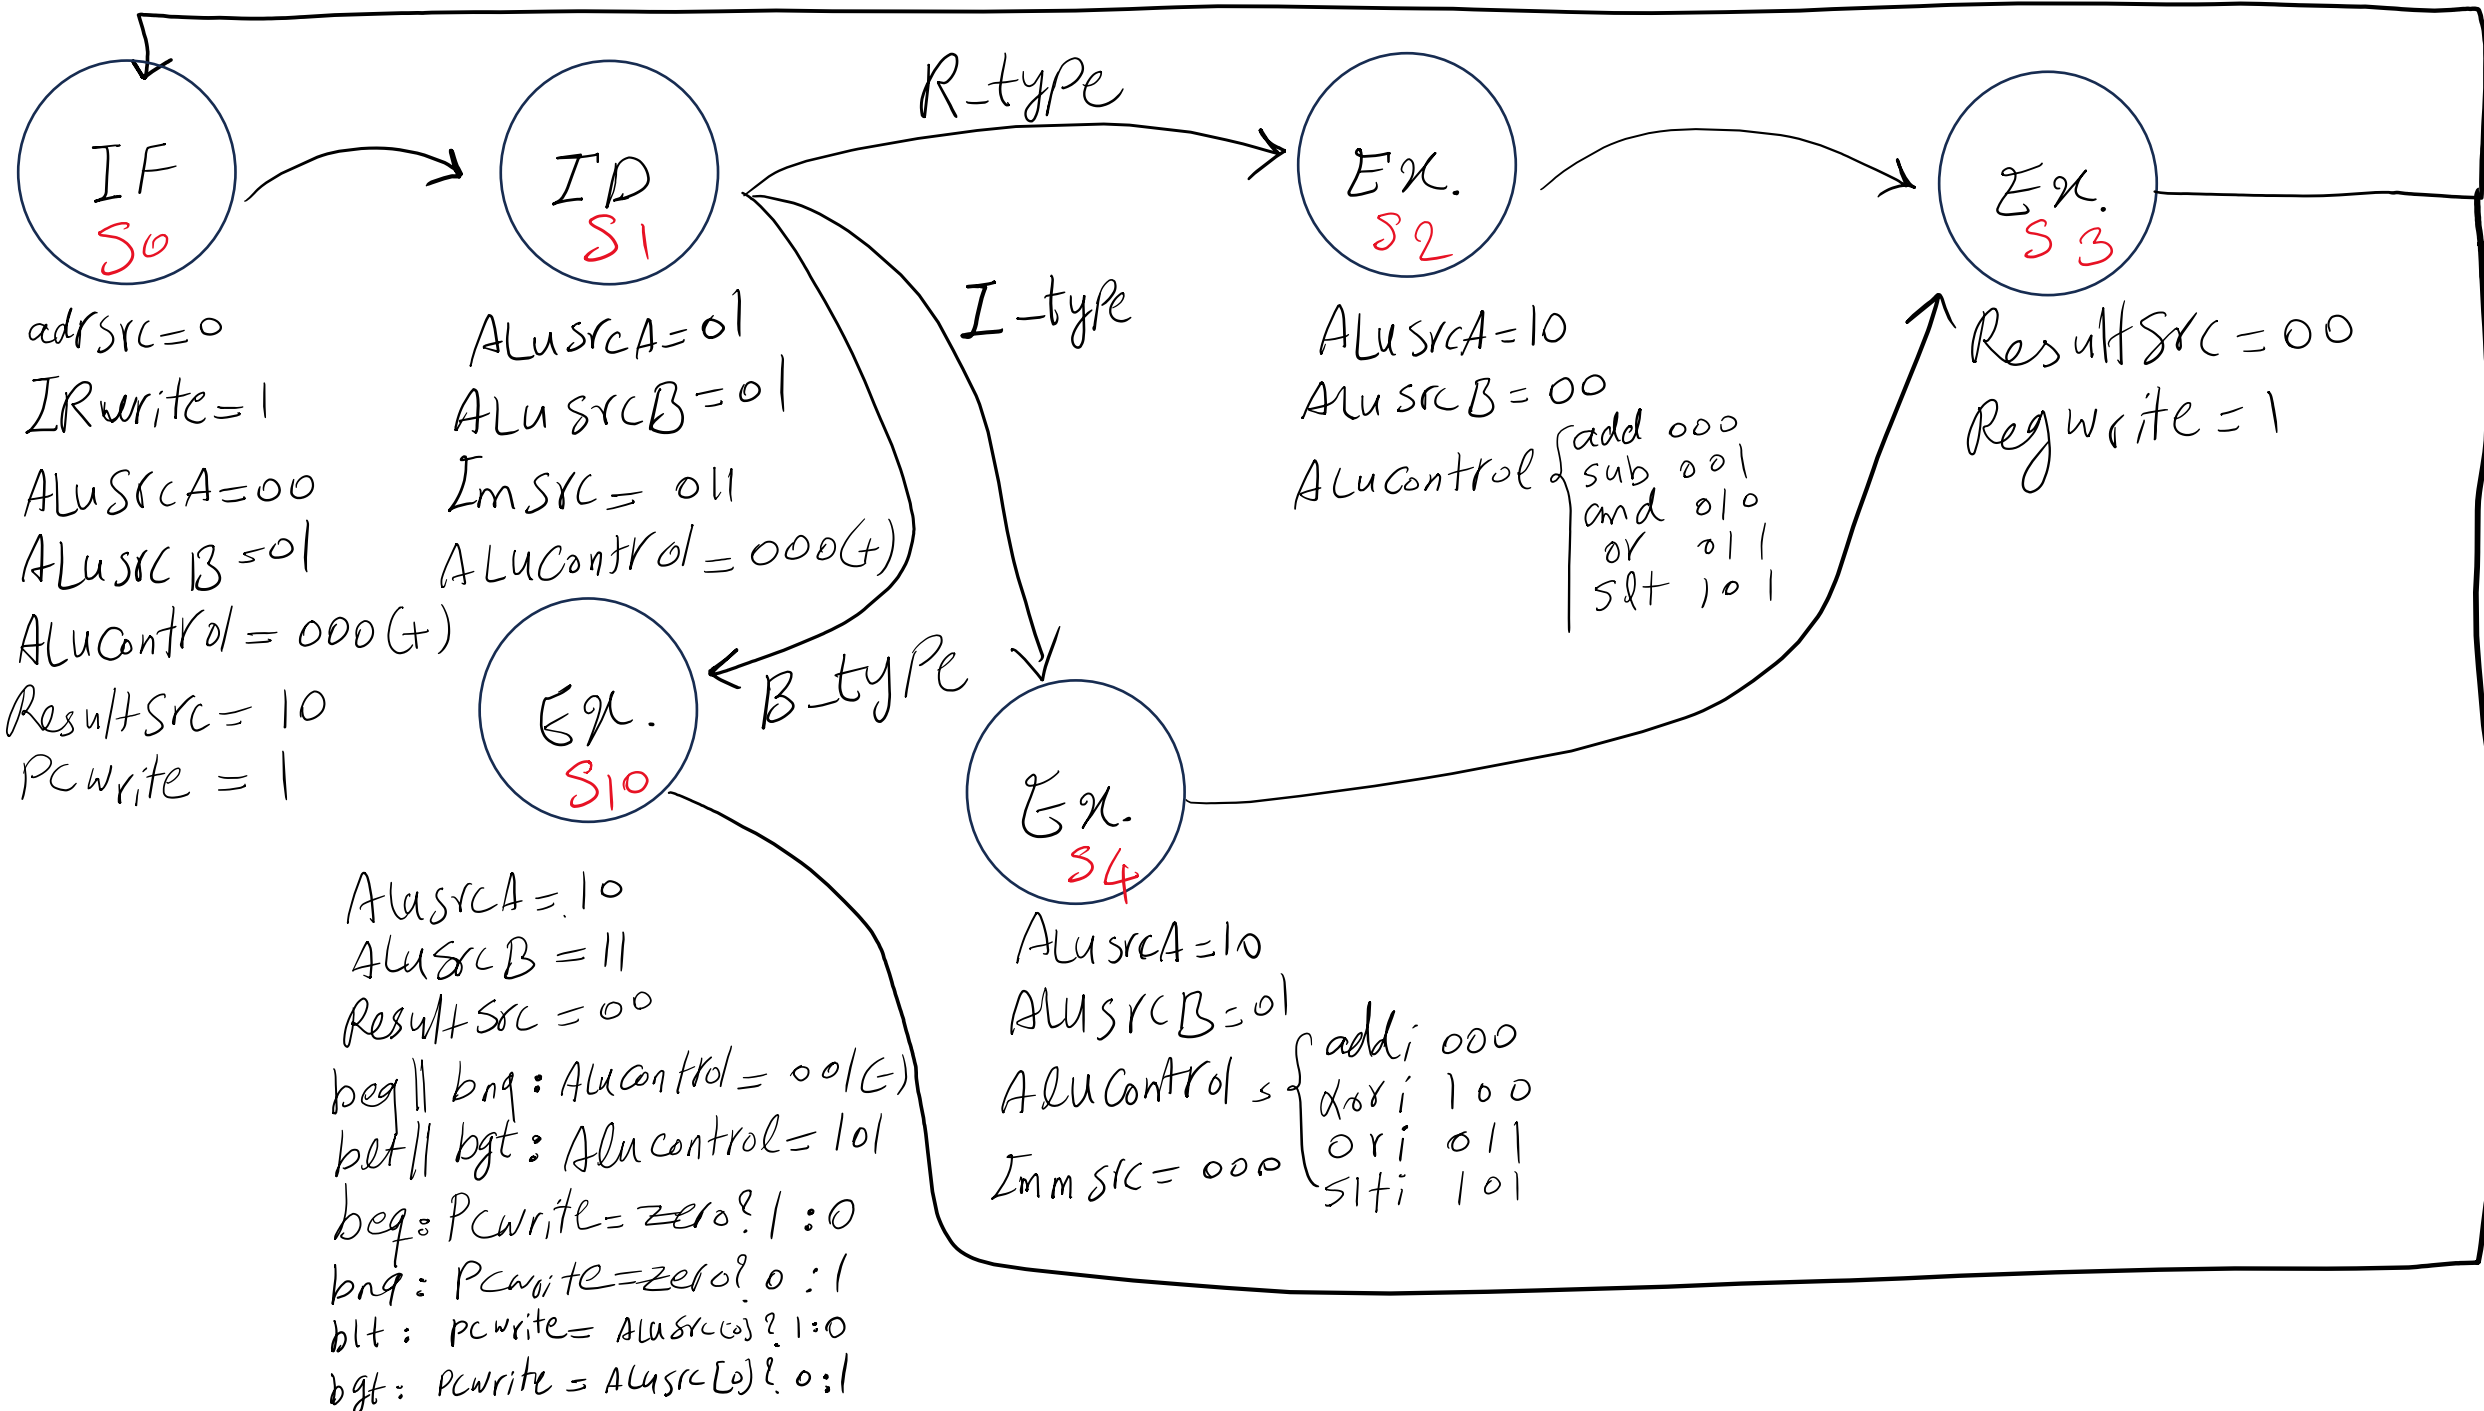 IF
S0
adrsrc=0
IRwrite=1
ALusrcA=00
ALusrcB=01
ALucontrol=000(+)
ResultSrc=10
PCwrite=1
ID
S1
ALusrcA=01
ALusrcB=01
ImSrc=011
ALUControl=000(+)
R_type
I_type
B_type
Ex.
S2
ALusrcA=10
ALusrcB=00
ALucontrol
add 000
sub 001
and 010
or 011
slt 101
Ex.
S3
ResultSrc=00
Regwrite=1
Ex.
S10
ALusrcA=10
ALusrcB=11
ResultSrc=00
beq|| bnq: ALucontrol=001(-)
blt|| bgt: ALucontrol=101
beq: PCwrite=zero? 1:0
bnq: PCwrite=zero? 0:1
blt: PCwrite=ALusrc[0]? 1:0
bgt: PCwrite=ALusrc[0]? 0:1
Ex.
S4
ALusrcA=10
ALusrcB=01
ALucontrol=
addi 000
xori 100
ori 011
slti 101
Immsrc=000